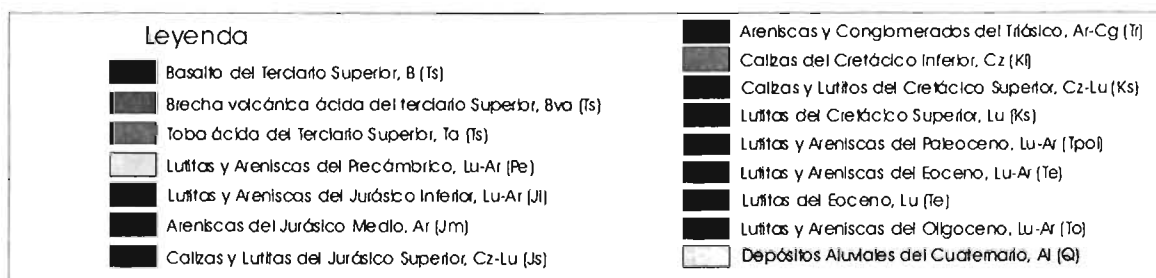 Leyenda
Basalto del Terciario Superior, B (Ts)
Brecha volcánica ácida del terciario Superior, Bva (Ts)
Toba ácida del Terciario Superior, Ta (Ts)
Lutitas y Areniscas del Precámbrico, Lu-Ar (Pe)
Lutitas y Areniscas del Jurásico Inferior, Lu-Ar (Ji)
Areniscas del Jurásico Medio, Ar (Jm)
Calizas y Lutitas del Jurásico Superior, Cz-Lu (Js)
Areniscas y Conglomerados del Triásico, Ar-Cg (Tr)
Calizas del Cretácico Inferior, Cz (Ki)
Calizas y Lutitos del Cretácico Superior, Cz-Lu (Ks)
Lutitas del Cretácico Superior, Lu (Ks)
Lutitas y Areniscas del Paleoceno, Lu-Ar (Tpal)
Lutitas y Areniscas del Eoceno, Lu-Ar (Te)
Lutitas del Eoceno, Lu (Te)
Lutitas y Areniscas del Oligoceno, Lu-Ar (To)
Depósitos Aluviales del Cuaternario, Al (Q)